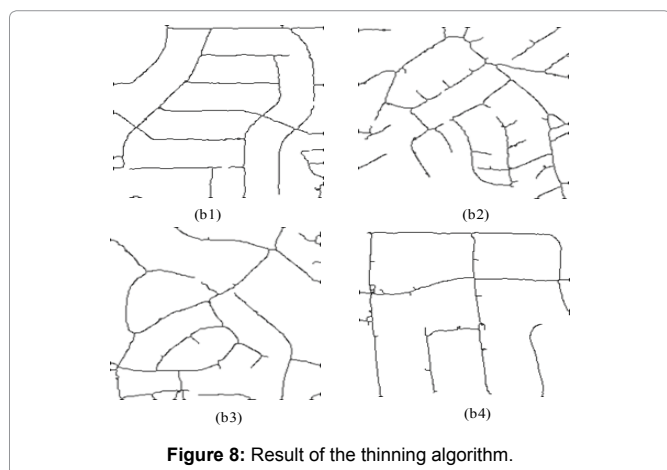 (b1)
(b2)
(b3)
(b4)
Figure 8: Result of the thinning algorithm.